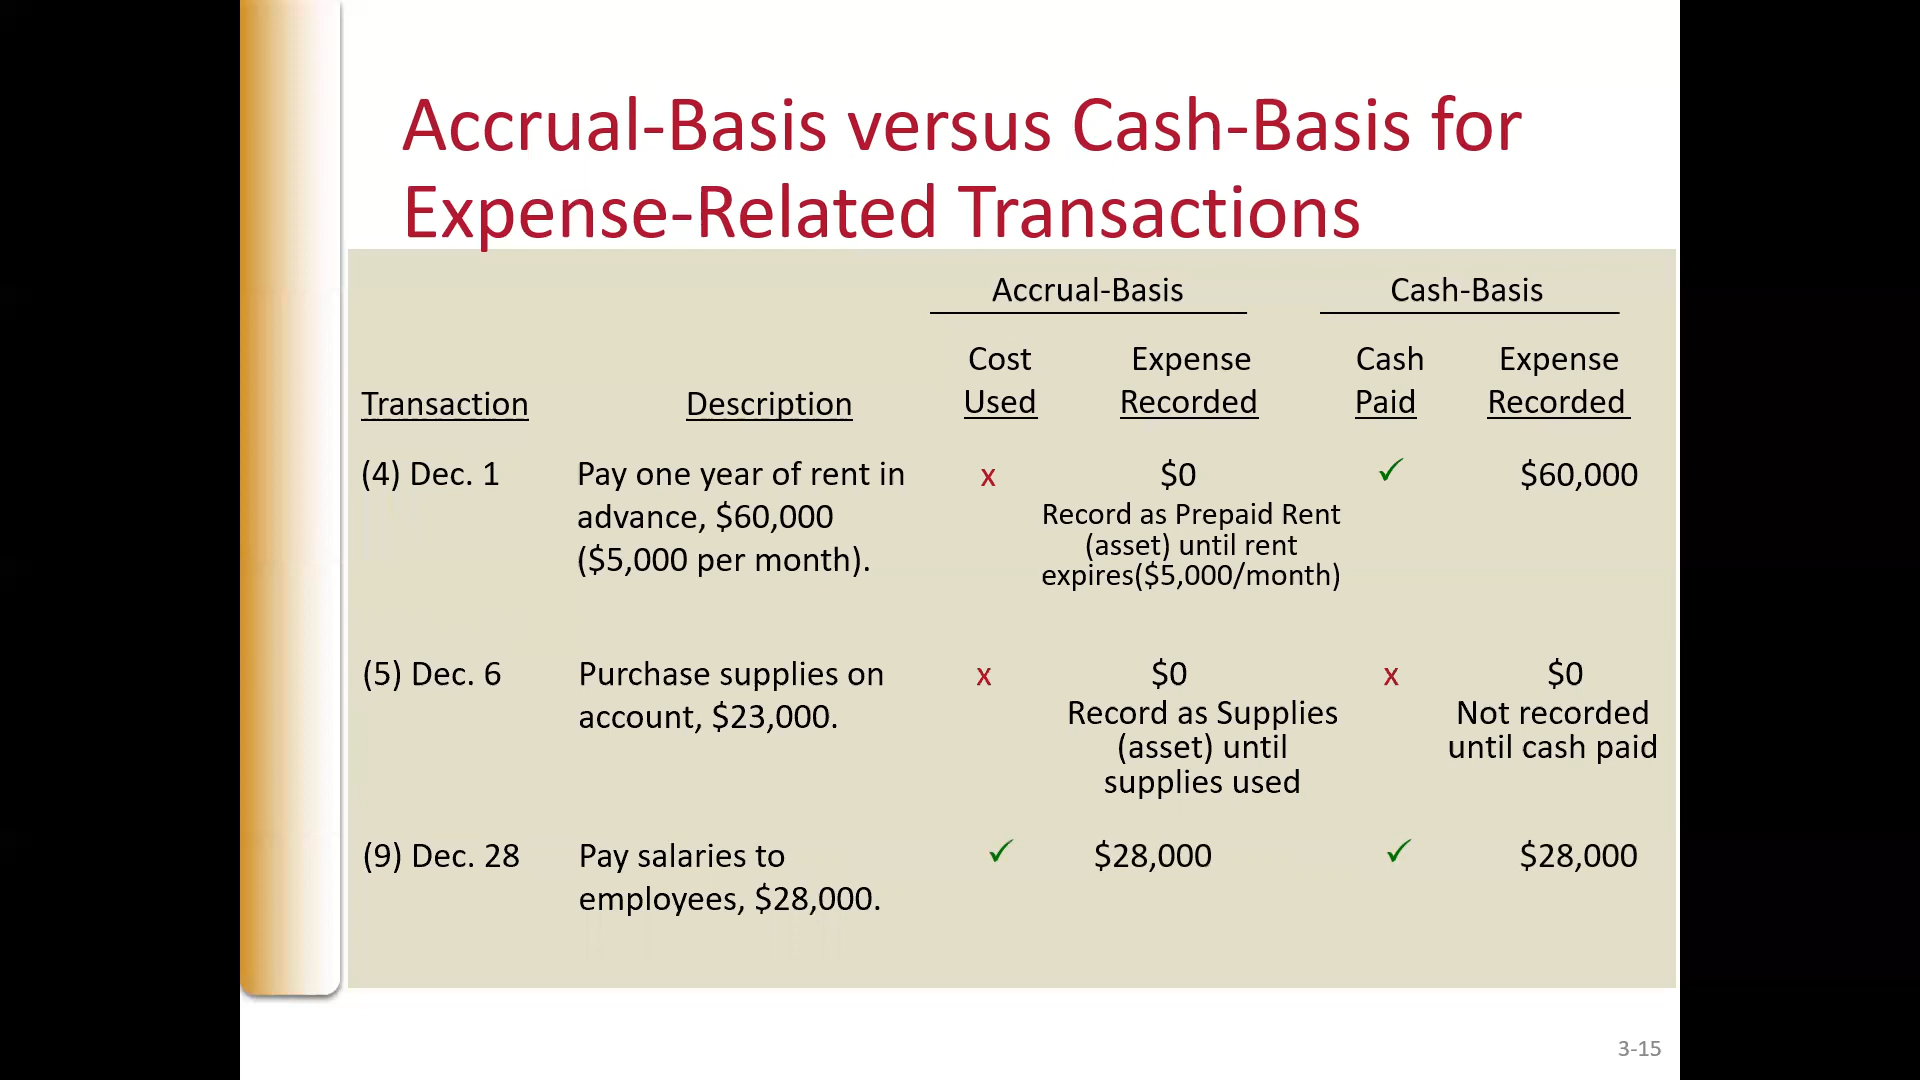 Accrual-Basis versus Cash-Basis for
Expense-Related Transactions
Accrual-Basis Cash-Basis
Cost Expense Cash Expense
Transaction Description Used Recorded Paid Recorded
(4) Dec. 1 Pay one year of rent in x $0 ✓ $60,000
advance, $60,000 Record as Prepaid Rent
($5,000 per month). (asset) until rent
expires($5,000/month)
(5) Dec. 6 Purchase supplies on x $0 x $0
account, $23,000. Record as Supplies Not recorded
(asset) until until cash paid
supplies used
(9) Dec. 28 Pay salaries to ✓ $28,000 ✓ $28,000
employees, $28,000.
3-15